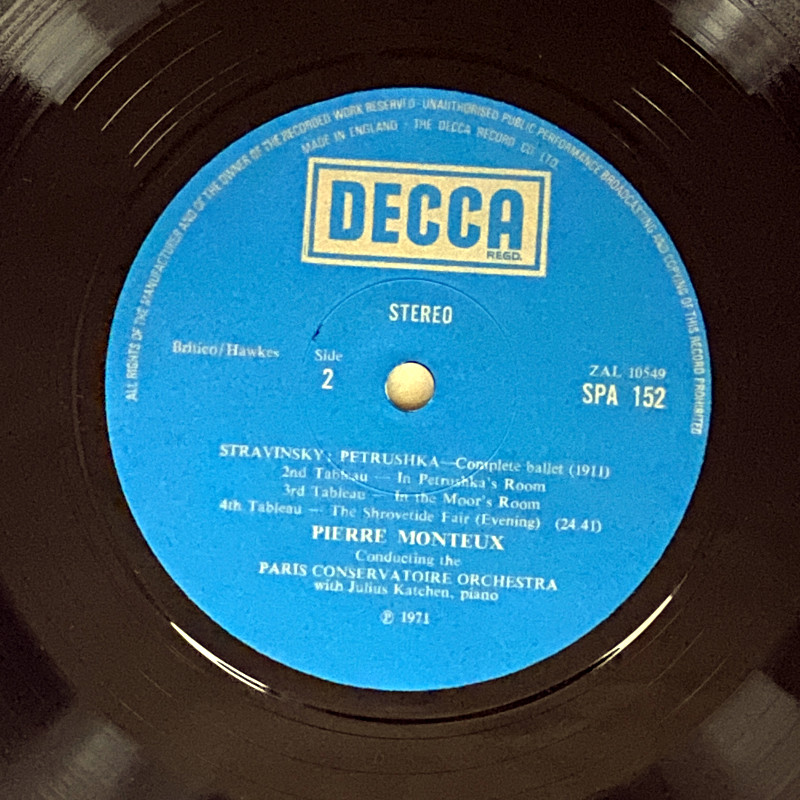 ALL RIGHTS OF THE MANUFACTURER AND OF THE OWNER OF THE RECORDED WORK RESERVED · UNAUTHORISED PUBLIC PERFORMANCE BROADCASTING AND COPYING OF THIS RECORD PROHIBITED
MADE IN ENGLAND · THE DECCA RECORD CO. LTD.
DECCA
REGD.
STEREO
Britico/Hawkes
Side
2
ZAL 10549
SPA 152
STRAVINSKY: PETRUSHKA—Complete ballet (1911)
2nd Tableau — In Petrushka's Room
3rd Tableau — In the Moor's Room
4th Tableau — The Shrovetide Fair (Evening) (24.41)
PIERRE MONTEUX
Conducting the
PARIS CONSERVATOIRE ORCHESTRA
with Julius Katchen, piano
℗ 1971